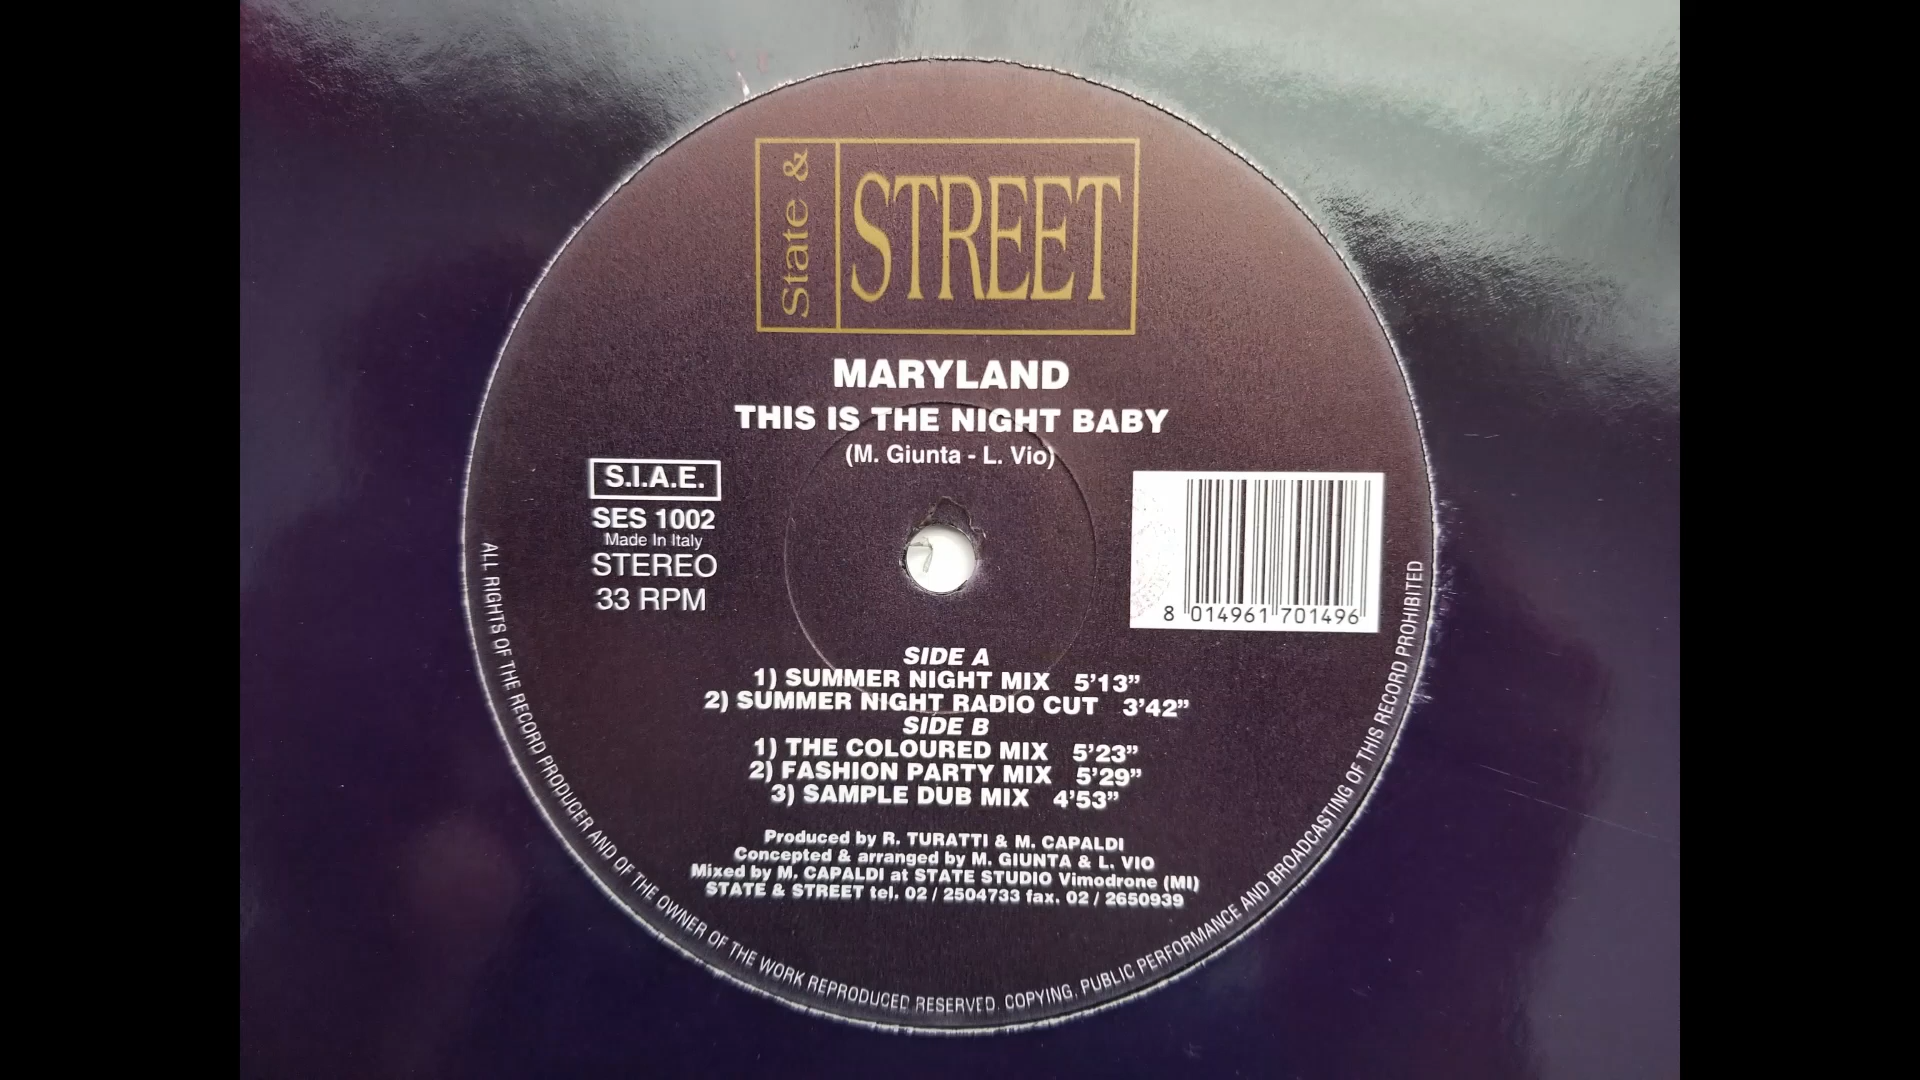 State & STREET
MARYLAND
THIS IS THE NIGHT BABY
(M. Giunta - L. Vio)
S.I.A.E.
SES 1002
Made In Italy
STEREO
33 RPM
8 014961 701496
SIDE A
1) SUMMER NIGHT MIX 5'13”
2) SUMMER NIGHT RADIO CUT 3'42”
SIDE B
1) THE COLOURED MIX 5'23”
2) FASHION PARTY MIX 5'29”
3) SAMPLE DUB MIX 4'53”
Produced by R. TURATTI & M. CAPALDI
Concepted & arranged by M. GIUNTA & L. VIO
Mixed by M. CAPALDI at STATE STUDIO Vimodrone (MI)
STATE & STREET tel. 02 / 2504733 fax. 02 / 2650939
ALL RIGHTS OF THE RECORD PRODUCER AND OF THE OWNER OF THE WORK REPRODUCED RESERVED. COPYING, PUBLIC PERFORMANCE AND BROADCASTING OF THIS RECORD PROHIBITED